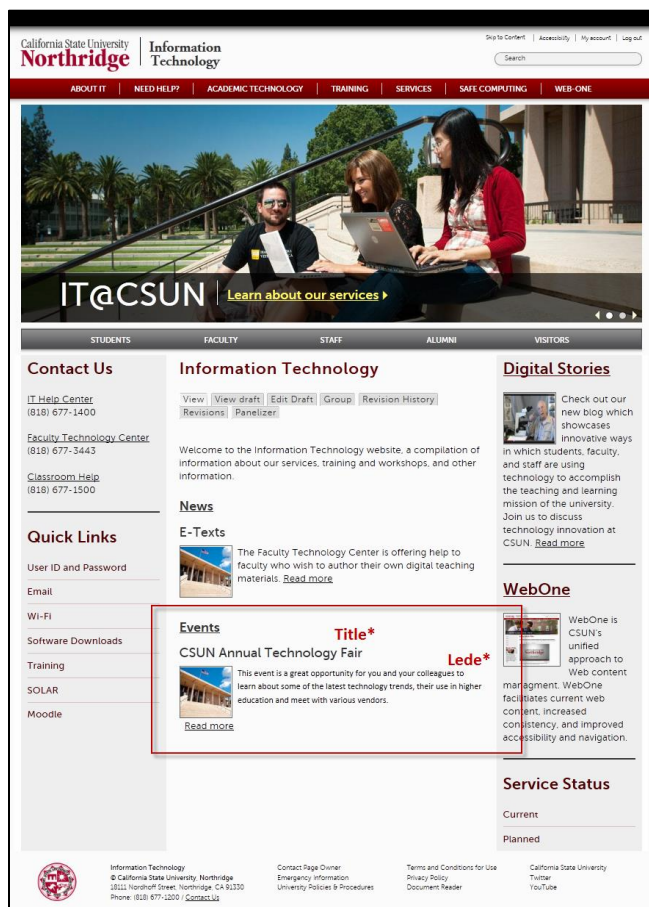 Skip to Content | Accessibility | My account | Log out
California State University
Northridge
Information
Technology
Search
ABOUT IT | NEED HELP? | ACADEMIC TECHNOLOGY | TRAINING | SERVICES | SAFE COMPUTING | WEB-ONE
IT@CSUN | Learn about our services
STUDENTS FACULTY STAFF ALUMNI VISITORS
Contact Us
IT Help Center
(818) 677-1400
Faculty Technology Center
(818) 677-3443
Classroom Help
(818) 677-1500
Quick Links
User ID and Password
Email
Wi-Fi
Software Downloads
Training
SOLAR
Moodle
Information Technology
View View draft Edit Draft Group Revision History
Revisions Panelizer
Welcome to the Information Technology website, a compilation of
information about our services, training and workshops, and other
information.
News
E-Texts
The Faculty Technology Center is offering help to
faculty who wish to author their own digital teaching
materials. Read more
Events
Title*
CSUN Annual Technology Fair
Lede*
This event is a great opportunity for you and your colleagues to
learn about some of the latest technology trends, their use in higher
education and meet with various vendors.
Read more
Digital Stories
Check out our
new blog which
showcases
innovative ways
in which students, faculty,
and staff are using
technology to accomplish
the teaching and learning
mission of the university.
Join us to discuss
technology innovation at
CSUN. Read more
WebOne
WebOne is
CSUN's
unified
approach to
Web content
managment. WebOne
facilitiates current web
content, increased
consistency, and improved
accessibility and navigation.
Service Status
Current
Planned
Information Technology
© California State University, Northridge
18111 Nordhoff Street, Northridge, CA 91330
Phone: (818) 677-1200 / Contact Us
Contact Page Owner
Emergency Information
University Policies & Procedures
Terms and Conditions for Use
Privacy Policy
Document Reader
California State University
Twitter
YouTube